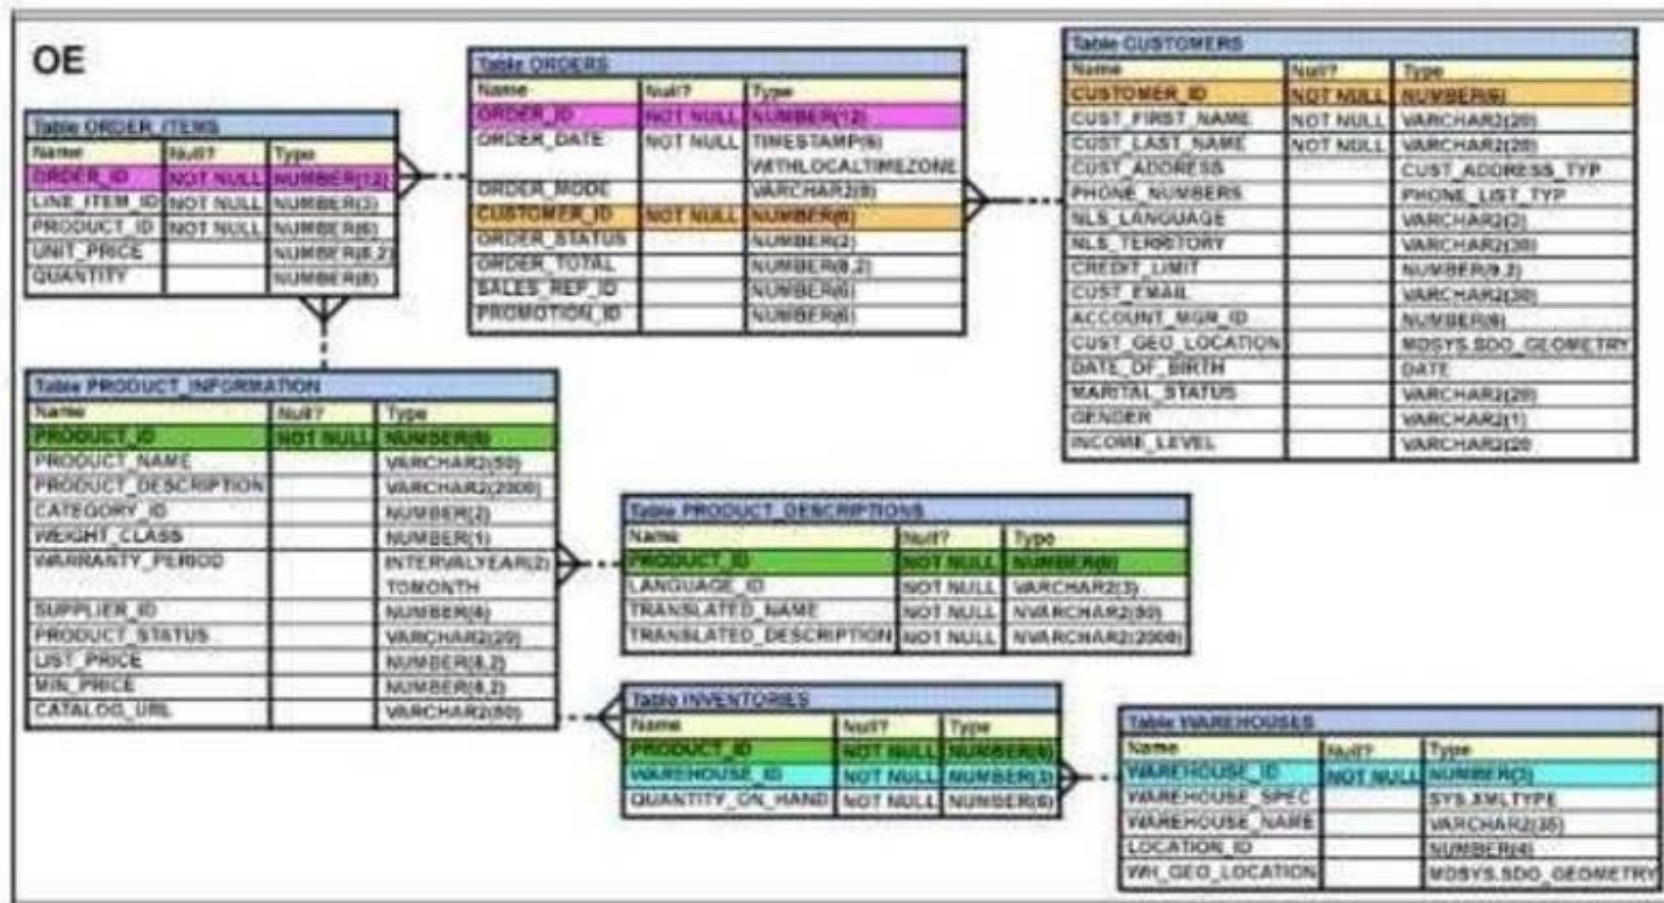 OE
Table ORDER_ITEMS
Name Null? Type
ORDER_ID NOT NULL NUMBER(12)
LINE_ITEM_ID NOT NULL NUMBER(3)
PRODUCT_ID NOT NULL NUMBER(6)
UNIT_PRICE NUMBER(8,2)
QUANTITY NUMBER(8)
Table ORDERS
Name Null? Type
ORDER_ID NOT NULL NUMBER(12)
ORDER_DATE NOT NULL TIMESTAMP(6)
WITHLOCALTIMEZONE
ORDER_MODE VARCHAR2(8)
CUSTOMER_ID NOT NULL NUMBER(6)
ORDER_STATUS NUMBER(2)
ORDER_TOTAL NUMBER(8,2)
SALES_REP_ID NUMBER(6)
PROMOTION_ID NUMBER(6)
Table CUSTOMERS
Name Null? Type
CUSTOMER_ID NOT NULL NUMBER(6)
CUST_FIRST_NAME NOT NULL VARCHAR2(20)
CUST_LAST_NAME NOT NULL VARCHAR2(20)
CUST_ADDRESS CUST_ADDRESS_TYP
PHONE_NUMBERS PHONE_LIST_TYP
NLS_LANGUAGE VARCHAR2(3)
NLS_TERRITORY VARCHAR2(30)
CREDIT_LIMIT NUMBER(9,2)
CUST_EMAIL VARCHAR2(30)
ACCOUNT_MGR_ID NUMBER(6)
CUST_GEO_LOCATION MDSYS.SDO_GEOMETRY
DATE_OF_BIRTH DATE
MARITAL_STATUS VARCHAR2(20)
GENDER VARCHAR2(1)
INCOME_LEVEL VARCHAR2(20
Table PRODUCT_INFORMATION
Name Null? Type
PRODUCT_ID NOT NULL NUMBER(6)
PRODUCT_NAME VARCHAR2(50)
PRODUCT_DESCRIPTION VARCHAR2(2000)
CATEGORY_ID NUMBER(2)
WEIGHT_CLASS NUMBER(1)
WARRANTY_PERIOD INTERVALYEAR(2)
TOMONTH
SUPPLIER_ID NUMBER(6)
PRODUCT_STATUS VARCHAR2(20)
LIST_PRICE NUMBER(8,2)
MIN_PRICE NUMBER(8,2)
CATALOG_URL VARCHAR2(50)
Table PRODUCT_DESCRIPTIONS
Name Null? Type
PRODUCT_ID NOT NULL NUMBER(6)
LANGUAGE_ID NOT NULL VARCHAR2(3)
TRANSLATED_NAME NOT NULL NVARCHAR2(50)
TRANSLATED_DESCRIPTION NOT NULL NVARCHAR2(2000)
Table INVENTORIES
Name Null? Type
PRODUCT_ID NOT NULL NUMBER(6)
WAREHOUSE_ID NOT NULL NUMBER(3)
QUANTITY_ON_HAND NOT NULL NUMBER(8)
Table WAREHOUSES
Name Null? Type
WAREHOUSE_ID NOT NULL NUMBER(3)
WAREHOUSE_SPEC SYS.XMLTYPE
WAREHOUSE_NAME VARCHAR2(35)
LOCATION_ID NUMBER(4)
WH_GEO_LOCATION MDSYS.SDO_GEOMETRY